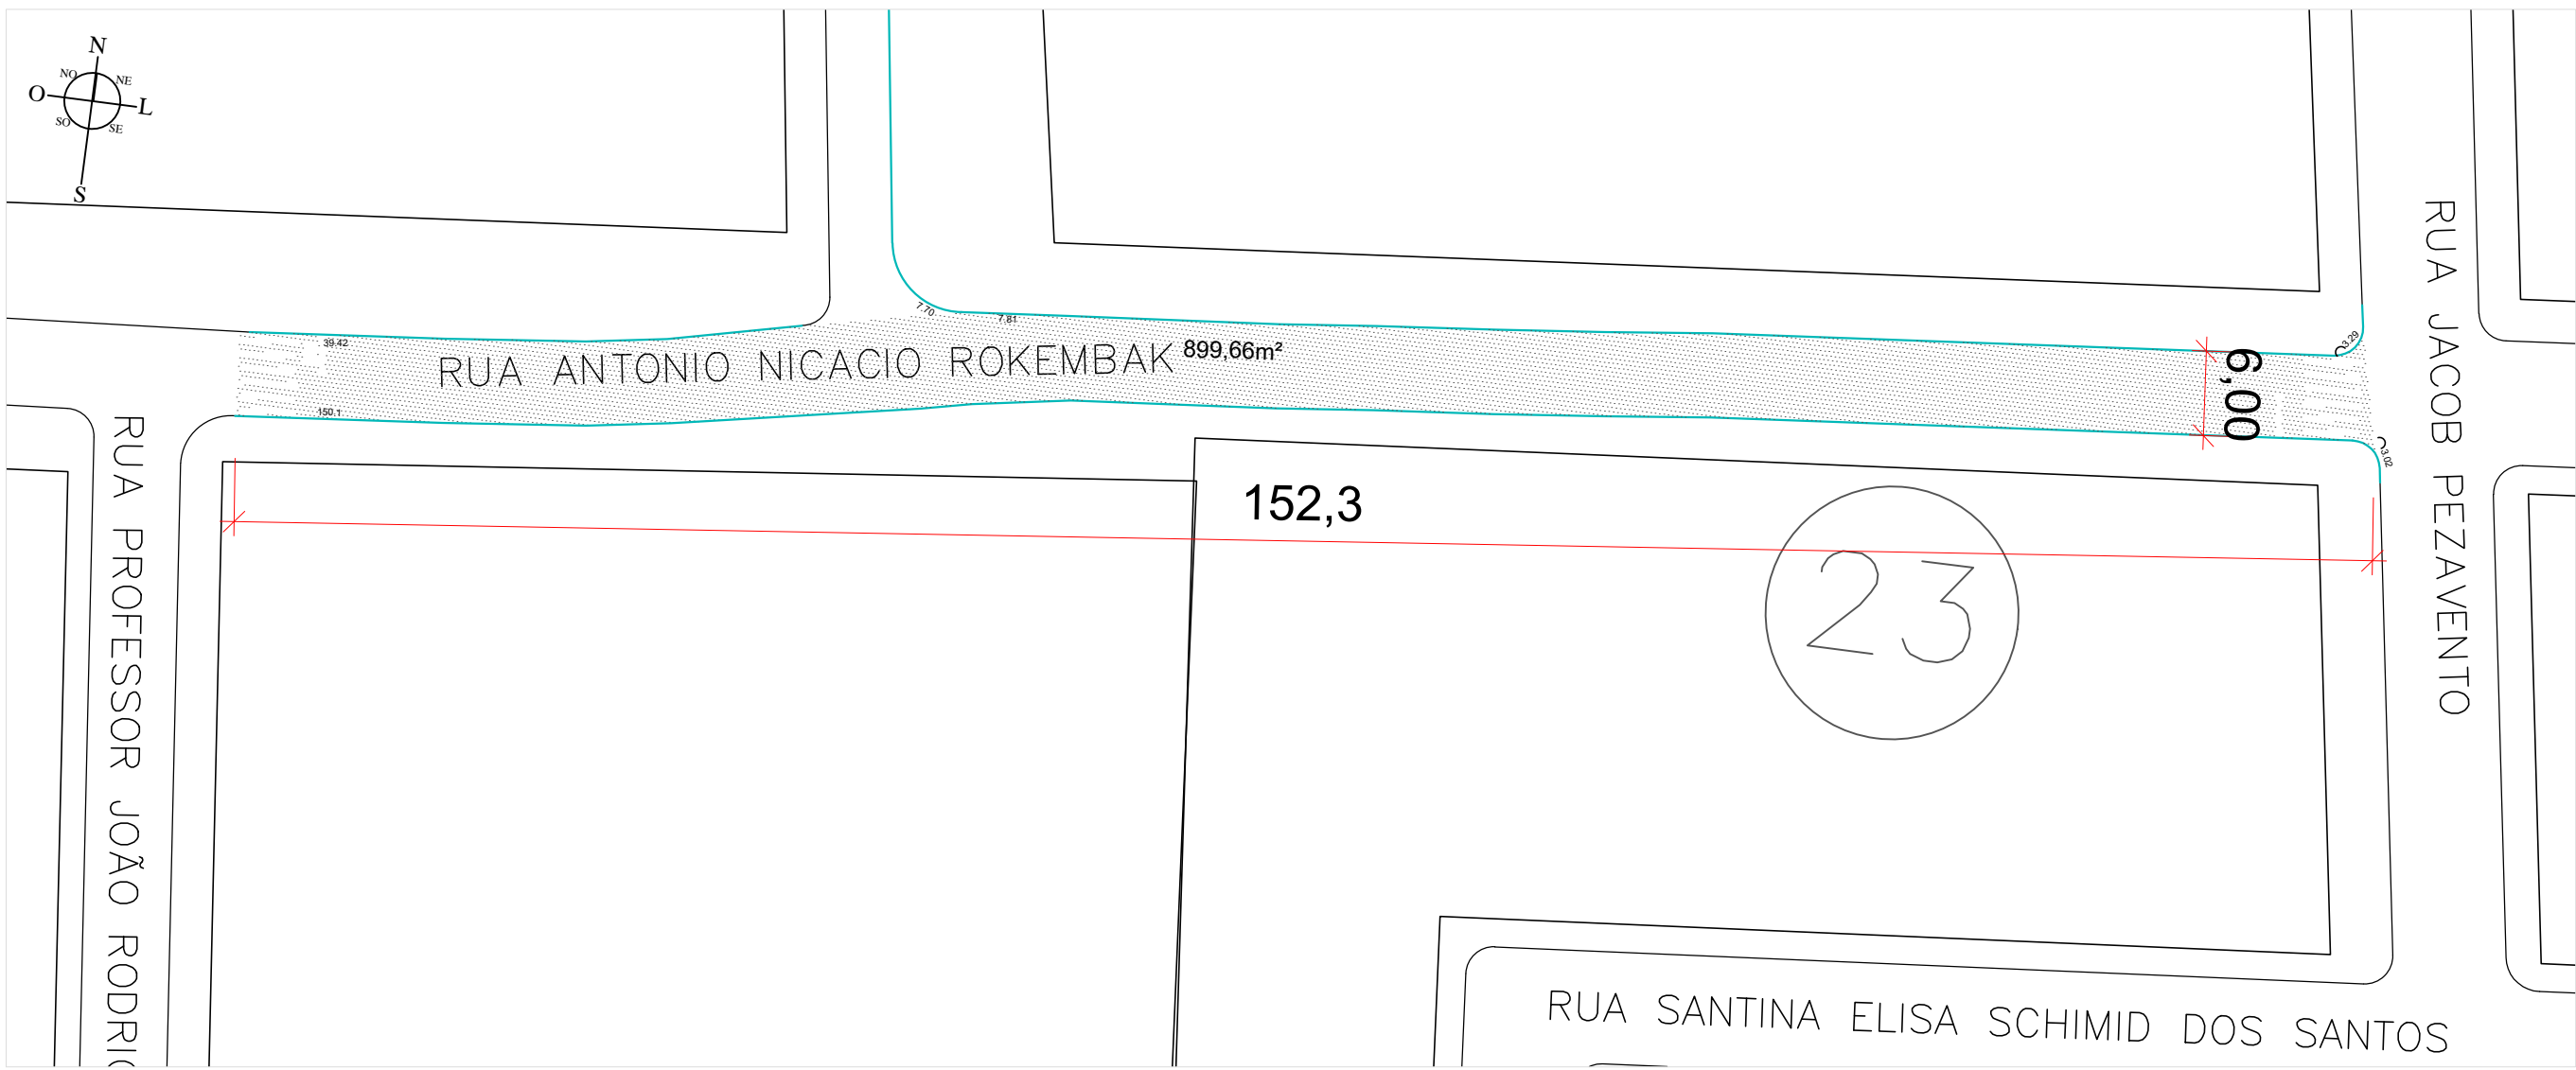 N
NO
NE
O
L
SO
SE
S
7.70
7.81
39.42
RUA ANTONIO NICACIO ROKEMBAK
899,66m²
3.29
6,00
150.1
3.02
152,3
23
RUA PROFESSOR JOÃO
RUA JACOB PEZAVENTO
RUA SANTINA ELISA SCHIMID DOS SANTOS